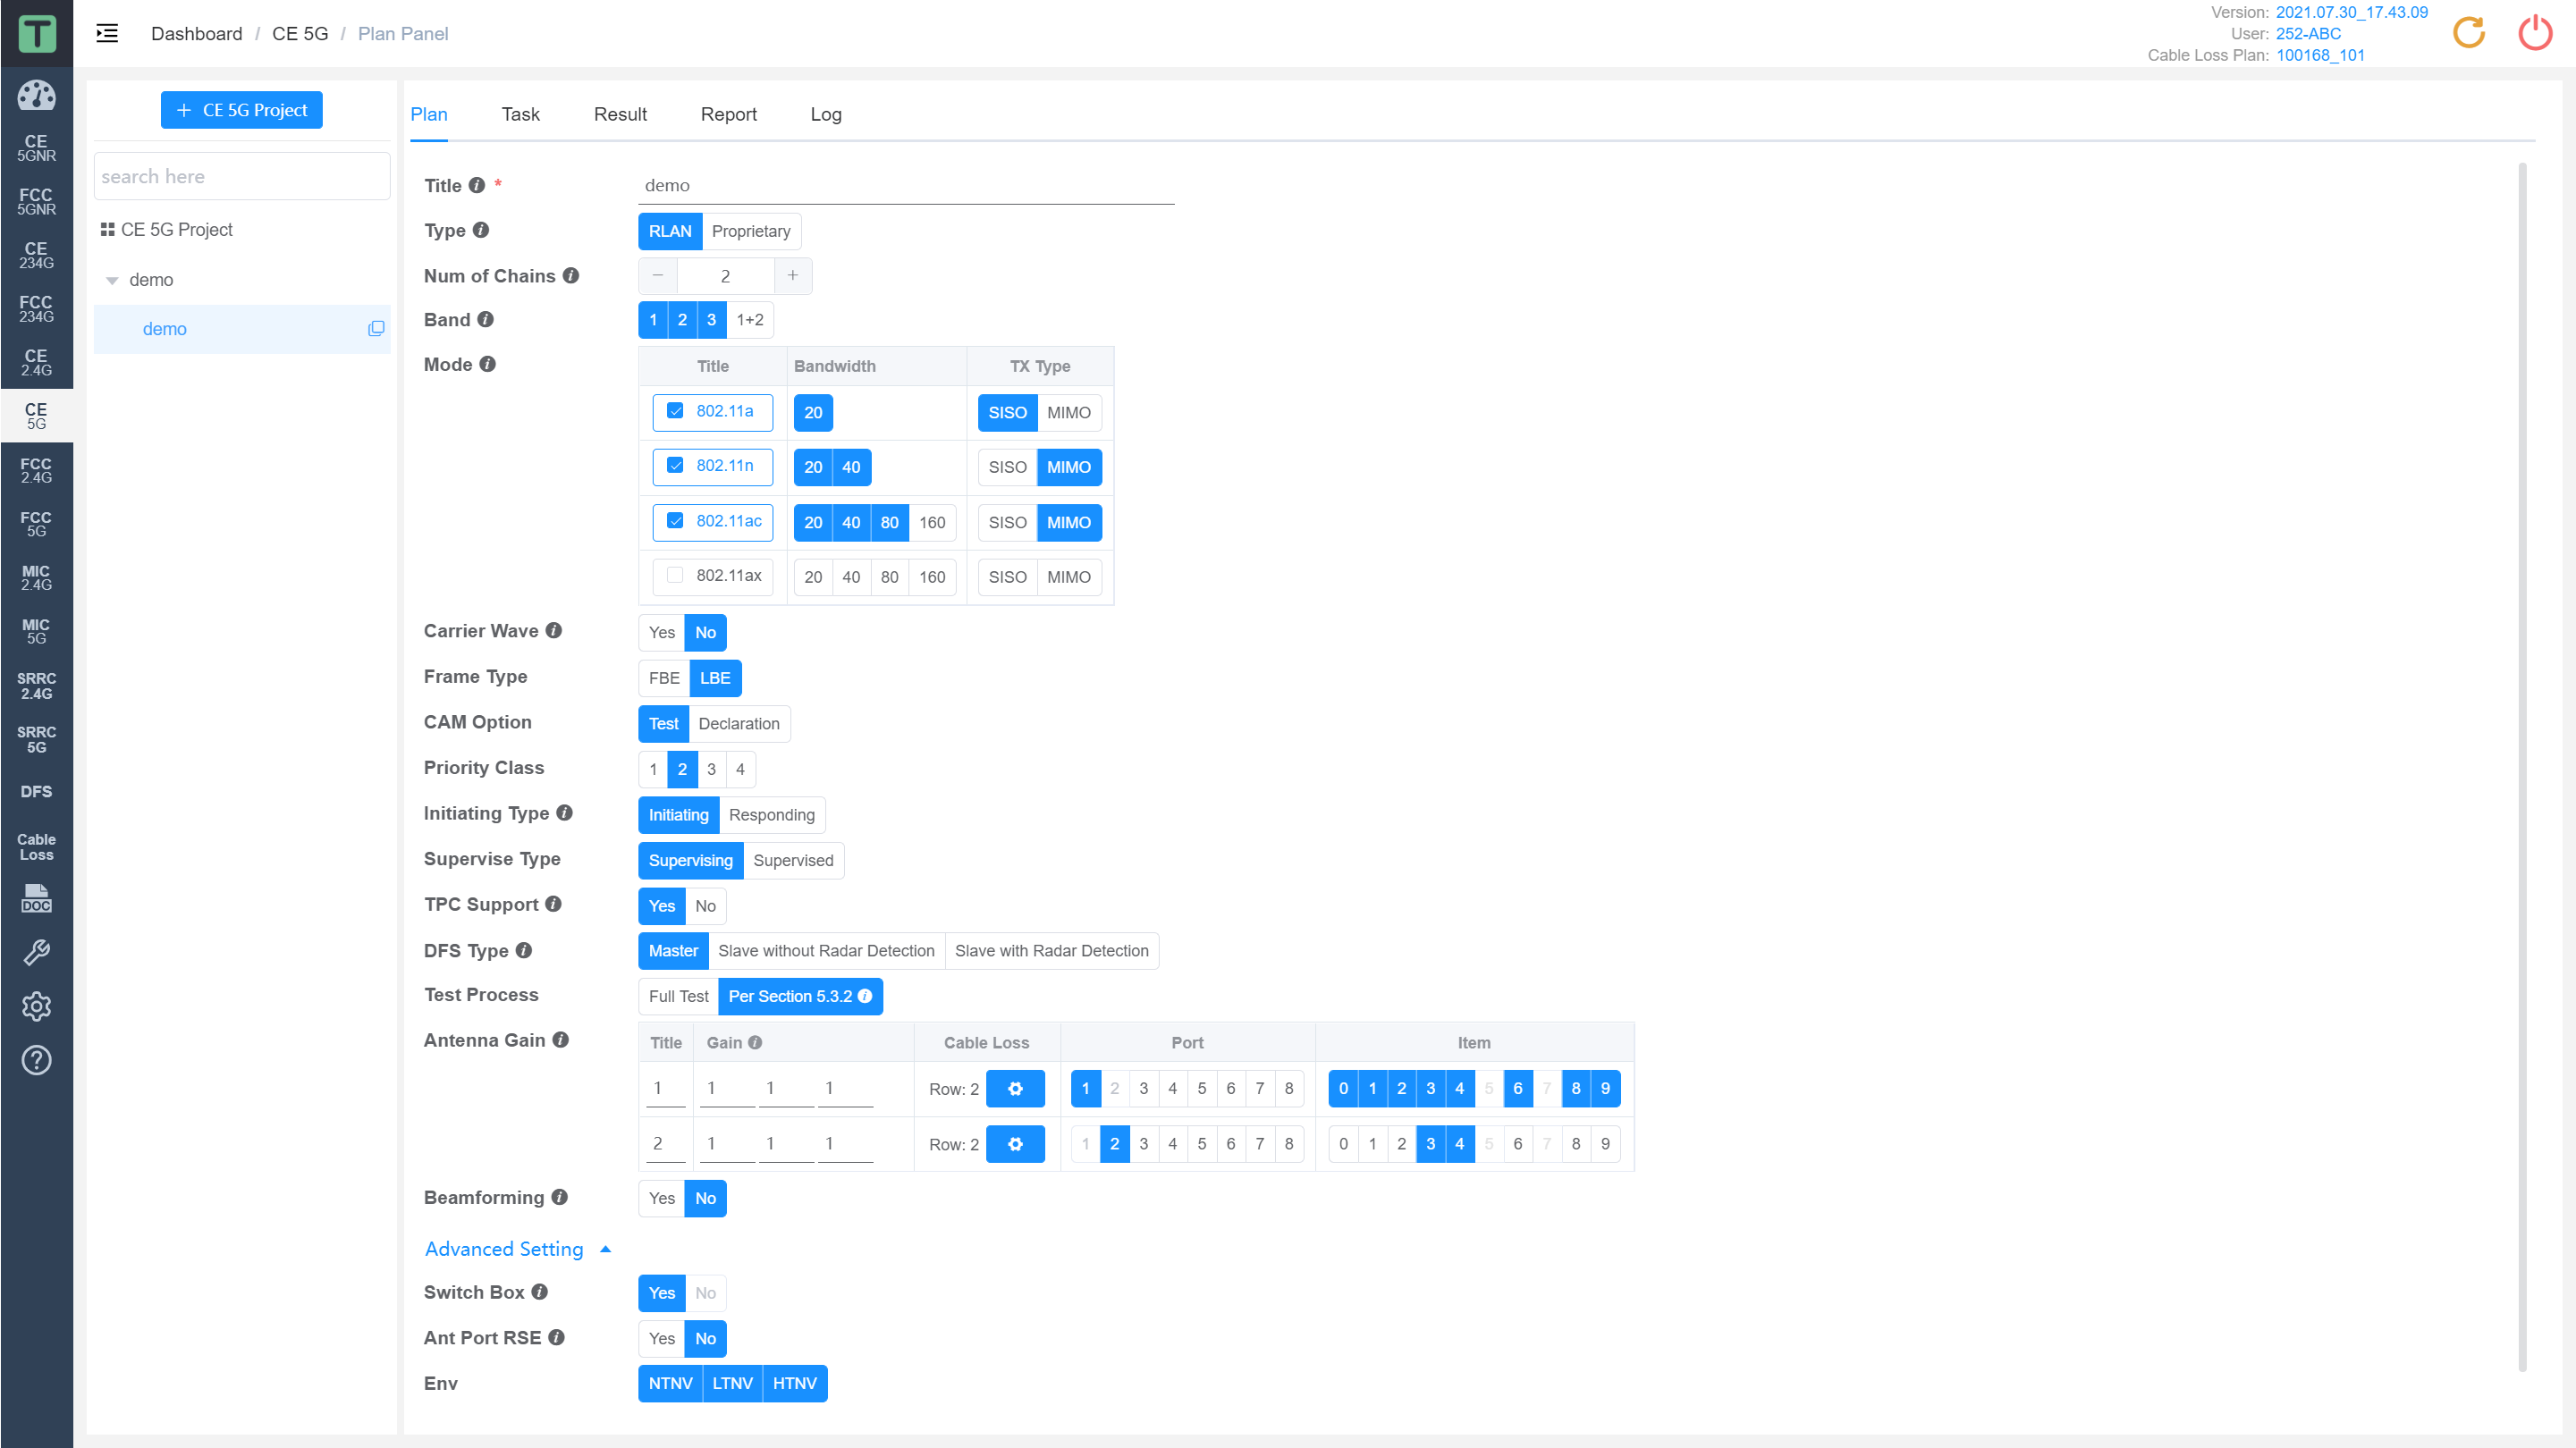 T
Dashboard / CE 5G / Plan Panel
Version: 2021.07.30_17.43.09
User: 252-ABC
Cable Loss Plan: 100168_101
CE
5GNR
FCC
5GNR
CE
234G
FCC
234G
CE
2.4G
CE
5G
FCC
2.4G
FCC
5G
MIC
2.4G
MIC
5G
SRRC
2.4G
SRRC
5G
DFS
Cable
Loss
DOC
+ CE 5G Project
search here
CE 5G Project
demo
demo
Plan Task Result Report Log
Title * demo
Type RLAN Proprietary
Num of Chains − 2 +
Band 1 2 3 1+2
Mode Title Bandwidth TX Type
802.11a 20 SISO MIMO
802.11n 20 40 SISO MIMO
802.11ac 20 40 80 160 SISO MIMO
802.11ax 20 40 80 160 SISO MIMO
Carrier Wave Yes No
Frame Type FBE LBE
CAM Option Test Declaration
Priority Class 1 2 3 4
Initiating Type Initiating Responding
Supervise Type Supervising Supervised
TPC Support Yes No
DFS Type Master Slave without Radar Detection Slave with Radar Detection
Test Process Full Test Per Section 5.3.2
Antenna Gain Title Gain Cable Loss Port Item
1 1 1 1 Row: 2 1 2 3 4 5 6 7 8 0 1 2 3 4 5 6 7 8 9
2 1 1 1 Row: 2 1 2 3 4 5 6 7 8 0 1 2 3 4 5 6 7 8 9
Beamforming Yes No
Advanced Setting
Switch Box Yes No
Ant Port RSE Yes No
Env NTNV LTNV HTNV